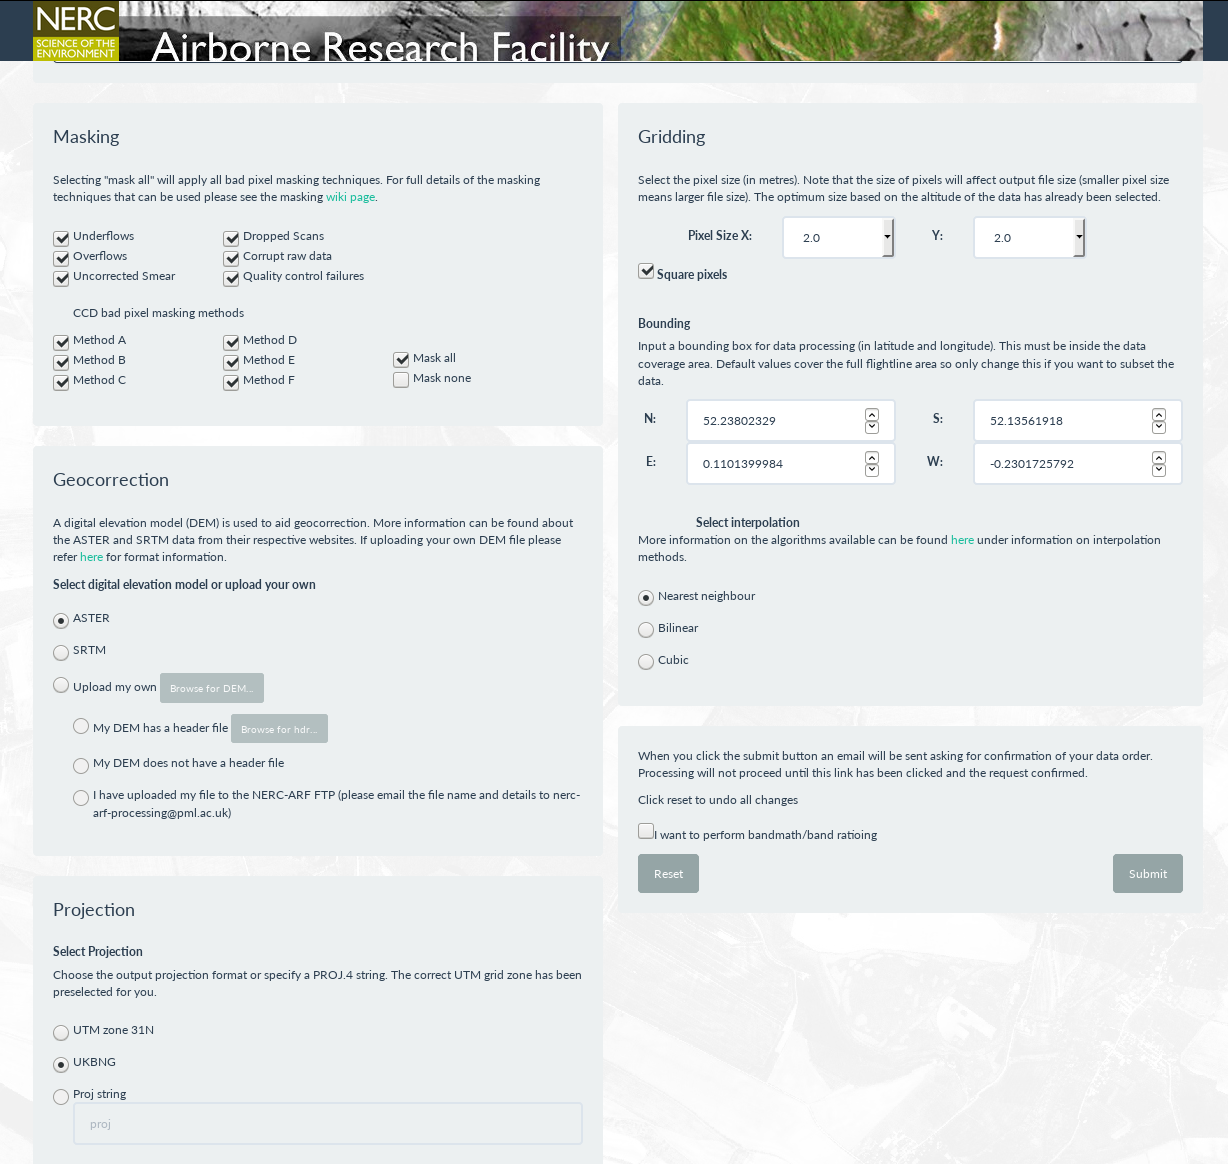 NERC
SCIENCE OF THE
ENVIRONMENT
Airborne Research Facility
Masking
Selecting "mask all" will apply all bad pixel masking techniques. For full details of the masking
techniques that can be used please see the masking wiki page.
Underflows
Dropped Scans
Overflows
Corrupt raw data
Uncorrected Smear
Quality control failures
CCD bad pixel masking methods
Method A
Method D
Method B
Method E
Mask all
Method C
Method F
Mask none
Geocorrection
A digital elevation model (DEM) is used to aid geocorrection. More information can be found about
the ASTER and SRTM data from their respective websites. If uploading your own DEM file please
refer here for format information.
Select digital elevation model or upload your own
ASTER
SRTM
Upload my own Browse for DEM...
My DEM has a header file Browse for hdr...
My DEM does not have a header file
I have uploaded my file to the NERC-ARF FTP (please email the file name and details to nerc-
arf-processing@pml.ac.uk)
Projection
Select Projection
Choose the output projection format or specify a PROJ.4 string. The correct UTM grid zone has been
preselected for you.
UTM zone 31N
UKBNG
Proj string
proj
Gridding
Select the pixel size (in metres). Note that the size of pixels will affect output file size (smaller pixel size
means larger file size). The optimum size based on the altitude of the data has already been selected.
Pixel Size X: 2.0 Y: 2.0
Square pixels
Bounding
Input a bounding box for data processing (in latitude and longitude). This must be inside the data
coverage area. Default values cover the full flightline area so only change this if you want to subset the
data.
N: 52.23802329 S: 52.13561918
E: 0.1101399984 W: -0.2301725792
Select interpolation
More information on the algorithms available can be found here under information on interpolation
methods.
Nearest neighbour
Bilinear
Cubic
When you click the submit button an email will be sent asking for confirmation of your data order.
Processing will not proceed until this link has been clicked and the request confirmed.
Click reset to undo all changes
I want to perform bandmath/band ratioing
Reset
Submit